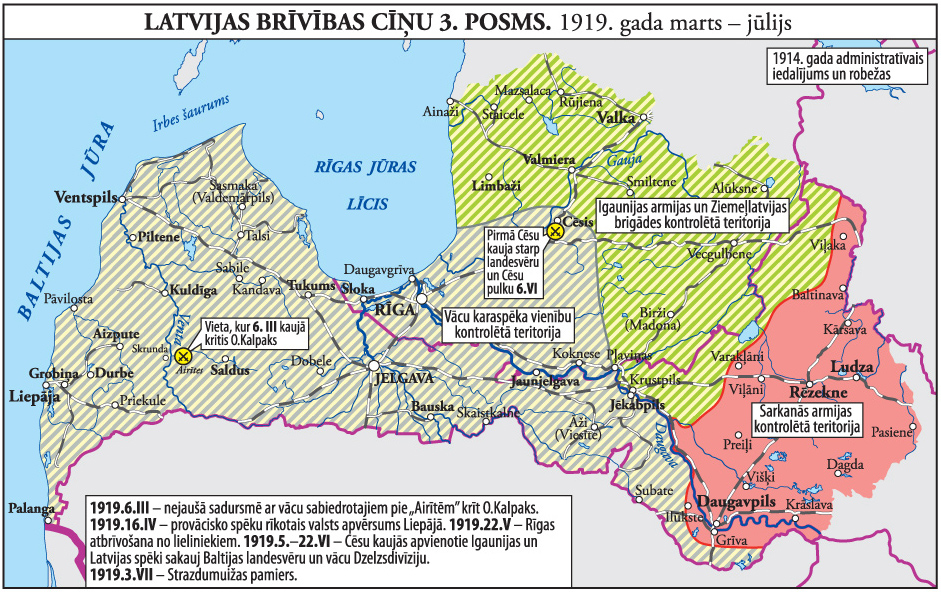 LATVIJAS BRĪVĪBAS CĪŅU 3. POSMS. 1919. gada marts – jūlijs
1914. gada administratīvais
iedalījums un robežas
BALTIJAS JŪRA
Irbes šaurums
RĪGAS JŪRAS
LĪCIS
Ainaži
Mazsalaca
Staicele
Rūjiena
Valka
Valmiera
Gauja
Limbaži
Smiltene
Alūksne
Cēsis
Igaunijas armijas un Ziemeļlatvijas
brigādes kontrolētā teritorija
Pirmā Cēsu
kauja starp
landesvēru
un Cēsu
pulku 6.VI
Vecgulbene
Viļaka
Baltinava
Ventspils
Sasmaka
(Valdemārpils)
Piltene
Talsi
Sabile
Kandava
Kuldīga
Tukums
Daugavgrīva
Sloka
RĪGA
Vācu karaspēka vienību
kontrolētā teritorija
Birži
(Madona)
Kārsava
Pāvilosta
Venta
Vieta, kur 6. III kaujā
kritis O.Kalpaks
Aizpute
Skrunda
Airītes
Saldus
Dobele
Durbe
Grobiņa
Liepāja
Priekule
JELGAVA
Bauska
Skaistkalne
Koknese
Pļaviņas
Jaunjelgava
Krustpils
Jēkabpils
Varakļāni
Viļāni
Ludza
Rēzekne
Sarkanās armijas
kontrolētā teritorija
Pasiene
Aži
(Viesīte)
Daugava
Preiļi
Višķi
Dagda
Subate
Daugavpils
Krāslava
Ilūkste
Grīva
Palanga
1919.6.III – nejaušā sadursmē ar vācu sabiedrotajiem pie „Airītēm” krīt O.Kalpaks.
1919.16.IV – provācisko spēku rīkotais valsts apvērsums Liepājā. 1919.22.V – Rīgas
atbrīvošana no lieliniekiem. 1919.5.–22.VI – Cēsu kaujās apvienotie Igaunijas un
Latvijas spēki sakauj Baltijas landesvēru un vācu Dzelzsdivīziju.
1919.3.VII – Strazdumuižas pamiers.